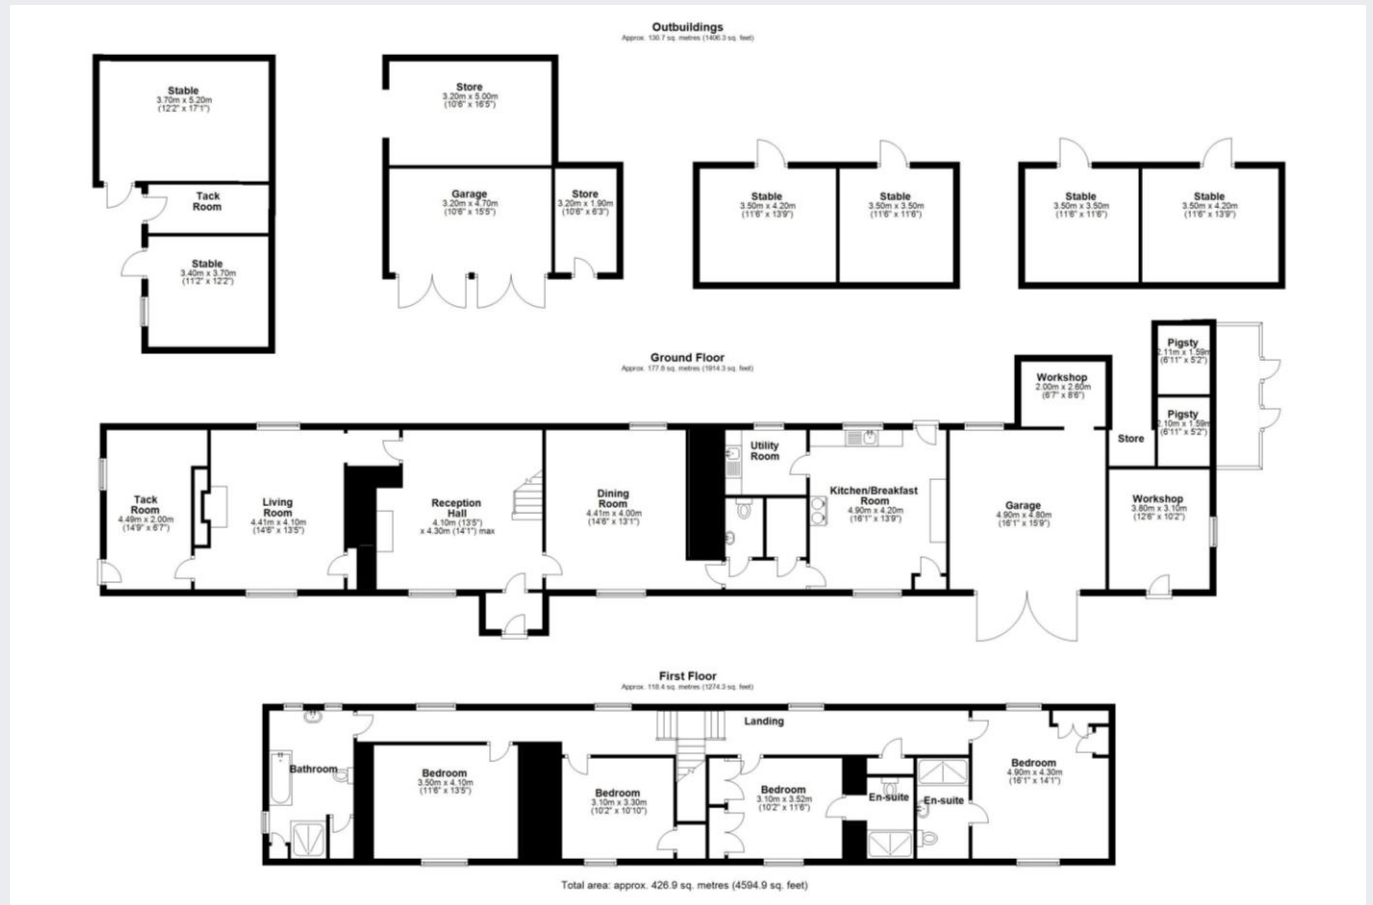 Outbuildings
Approx. 130.7 sq. metres (1406.3 sq. feet)
Stable
3.70m x 5.20m
(12'2" x 17'1")
Tack
Room
Stable
3.40m x 3.70m
(11'2" x 12'2")
Store
3.20m x 5.00m
(10'6" x 16'5")
Garage
3.20m x 4.70m
(10'6" x 15'5")
Store
3.20m x 1.90m
(10'6" x 6'3")
Stable
3.50m x 4.20m
(11'6" x 13'9")
Stable
3.50m x 3.50m
(11'6" x 11'6")
Stable
3.50m x 3.50m
(11'6" x 11'6")
Stable
3.50m x 4.20m
(11'6" x 13'9")
Ground Floor
Approx. 177.8 sq. metres (1914.3 sq. feet)
Tack
Room
4.49m x 2.00m
(14'9" x 6'7")
Living
Room
4.41m x 4.10m
(14'6" x 13'5")
Reception
Hall
4.10m (13'5")
x 4.30m (14'1") max
Dining
Room
4.41m x 4.00m
(14'6" x 13'1")
Utility
Room
Kitchen/Breakfast
Room
4.90m x 4.20m
(16'1" x 13'9")
Garage
4.90m x 4.80m
(16'1" x 15'9")
Workshop
2.00m x 2.60m
(6'7" x 8'6")
Store
Pigsty
2.11m x 1.59m
(6'11" x 5'2")
Pigsty
2.10m x 1.59m
(6'11" x 5'2")
Workshop
3.80m x 3.10m
(12'6" x 10'2")
First Floor
Approx. 118.4 sq. metres (1274.3 sq. feet)
Landing
Bathroom
Bedroom
3.50m x 4.10m
(11'6" x 13'5")
Bedroom
3.10m x 3.30m
(10'2" x 10'10")
Bedroom
3.10m x 3.52m
(10'2" x 11'6")
En-suite
En-suite
Bedroom
4.90m x 4.30m
(16'1" x 14'1")
Total area: approx. 426.9 sq. metres (4594.9 sq. feet)